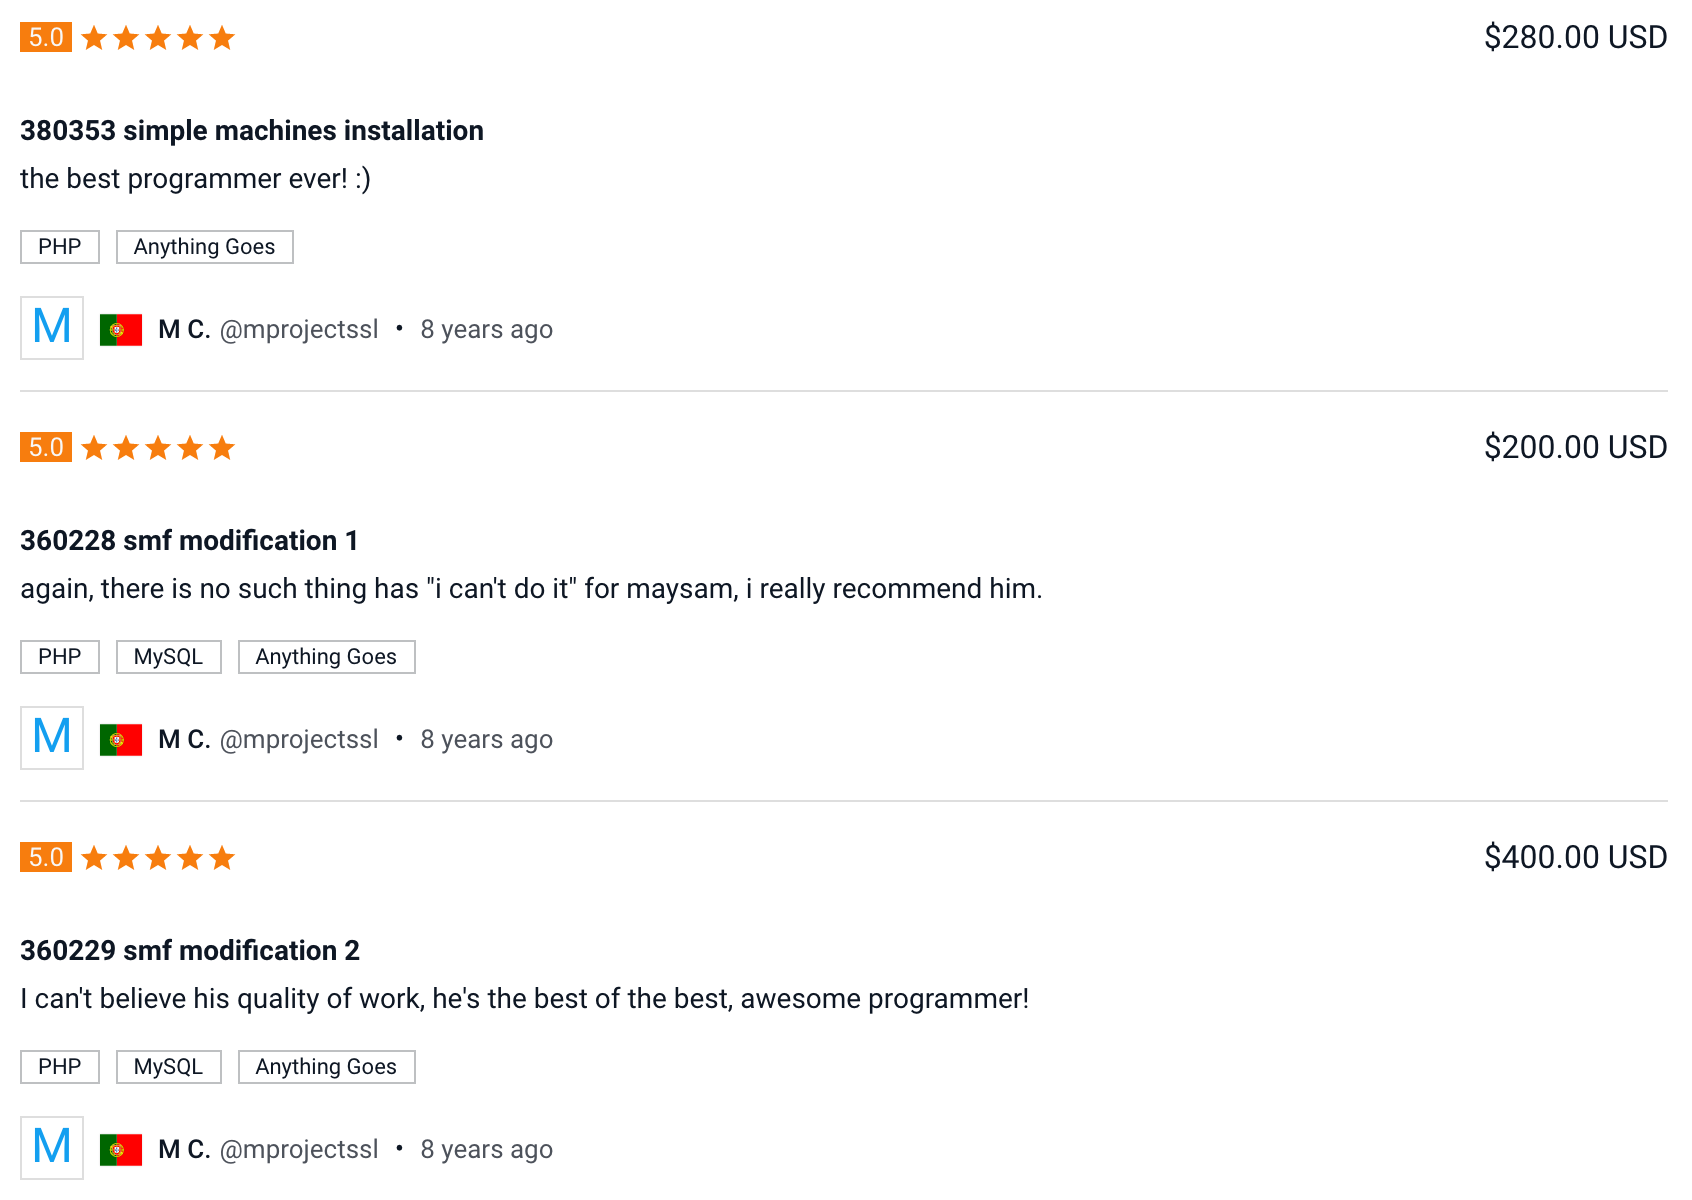 5.0 $280.00 USD
380353 simple machines installation
the best programmer ever! :)
PHP Anything Goes
M M C. @mprojectssl • 8 years ago
5.0 $200.00 USD
360228 smf modification 1
again, there is no such thing has "i can't do it" for maysam, i really recommend him.
PHP MySQL Anything Goes
M M C. @mprojectssl • 8 years ago
5.0 $400.00 USD
360229 smf modification 2
I can't believe his quality of work, he's the best of the best, awesome programmer!
PHP MySQL Anything Goes
M M C. @mprojectssl • 8 years ago